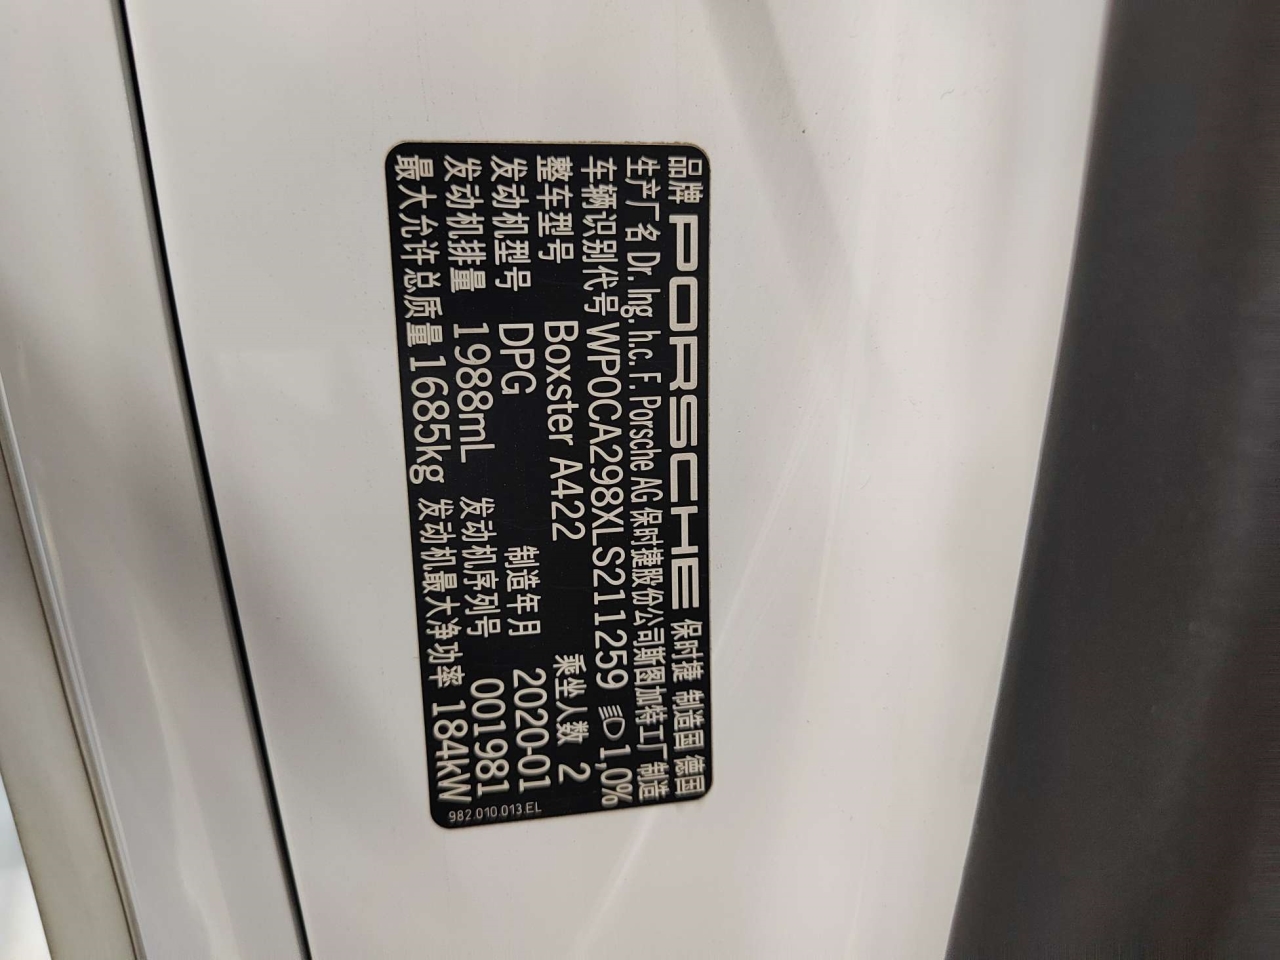 品牌 PORSCHE 保时捷 制造国 德国
生产厂名 Dr. Ing. h.c. F. Porsche AG 保时捷股份公司斯图加特工厂 制造
车辆识别代号 WP0CA298XLS211259 1,0%
整车型号 Boxster A422 乘坐人数 2
发动机型号 DPG 制造年月 2020-01
发动机排量 1988mL 发动机序列号 001981
最大允许总质量 1685kg 发动机最大净功率 184kW
982.010.013.EL